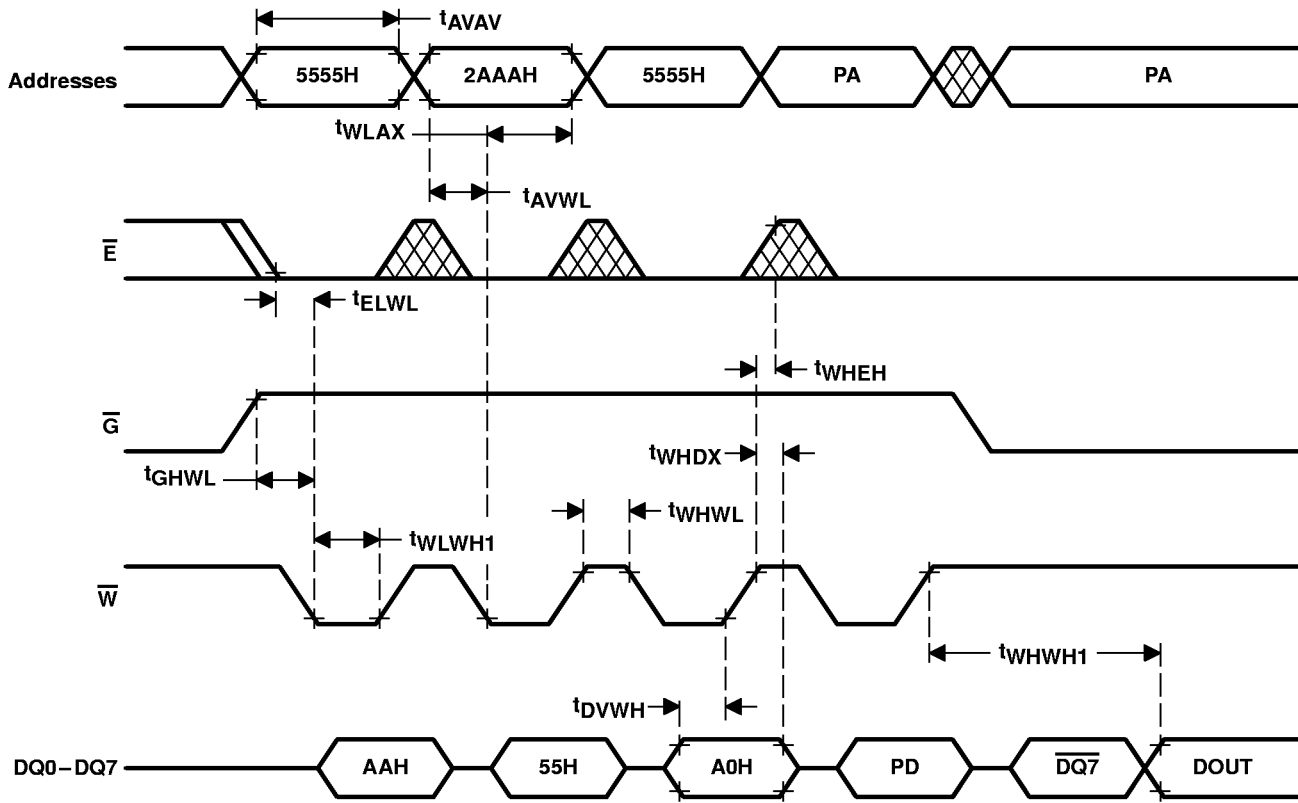 tAVAV
Addresses 5555H 2AAAH 5555H PA PA
tWLAX
tAVWL
E̅
tELWL
tWHEH
G̅
tWHDX
tGHWL
tWHWL
tWLWH1
W̅
tWHWH1
tDVWH
DQ0–DQ7 AAH 55H A0H PD D̅Q̅7̅ DOUT